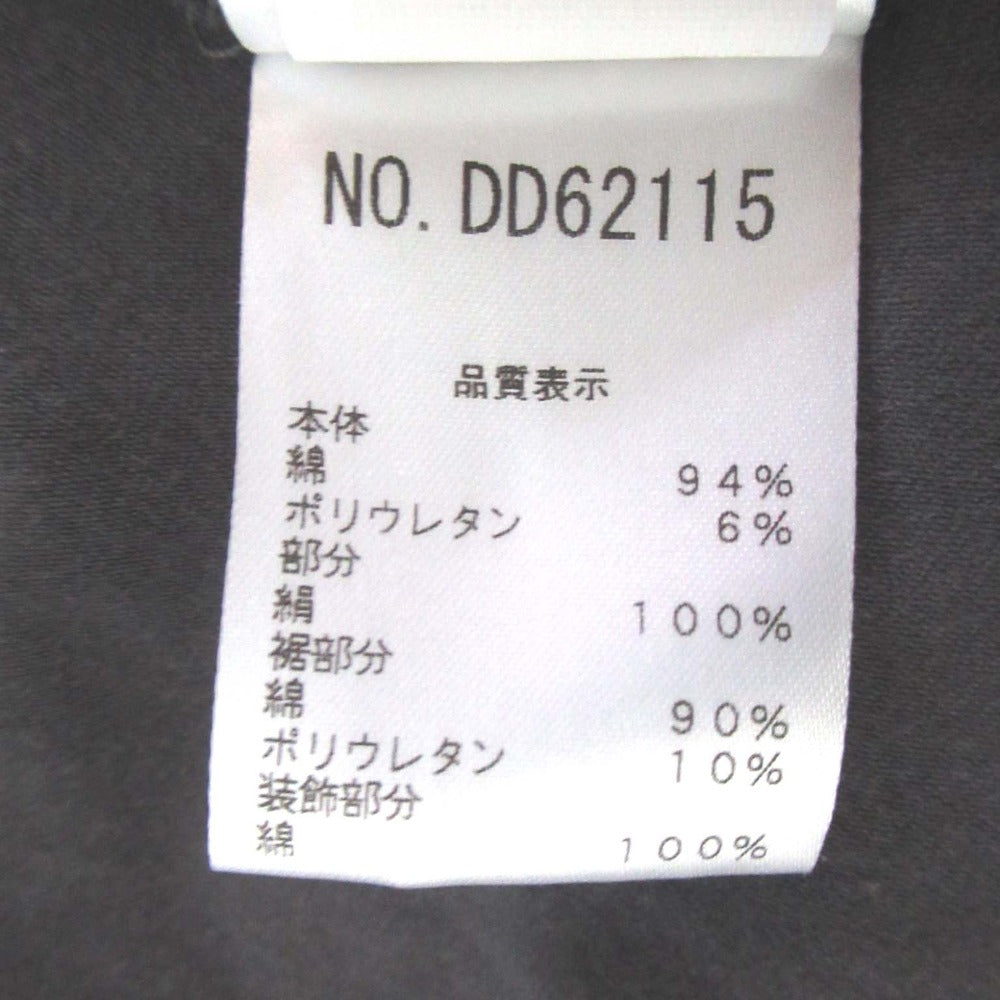 NO. DD62115
品質表示
本体
綿 94%
ポリウレタン 6%
部分
絹 100%
裾部分
綿 90%
ポリウレタン 10%
装飾部分
綿 100%